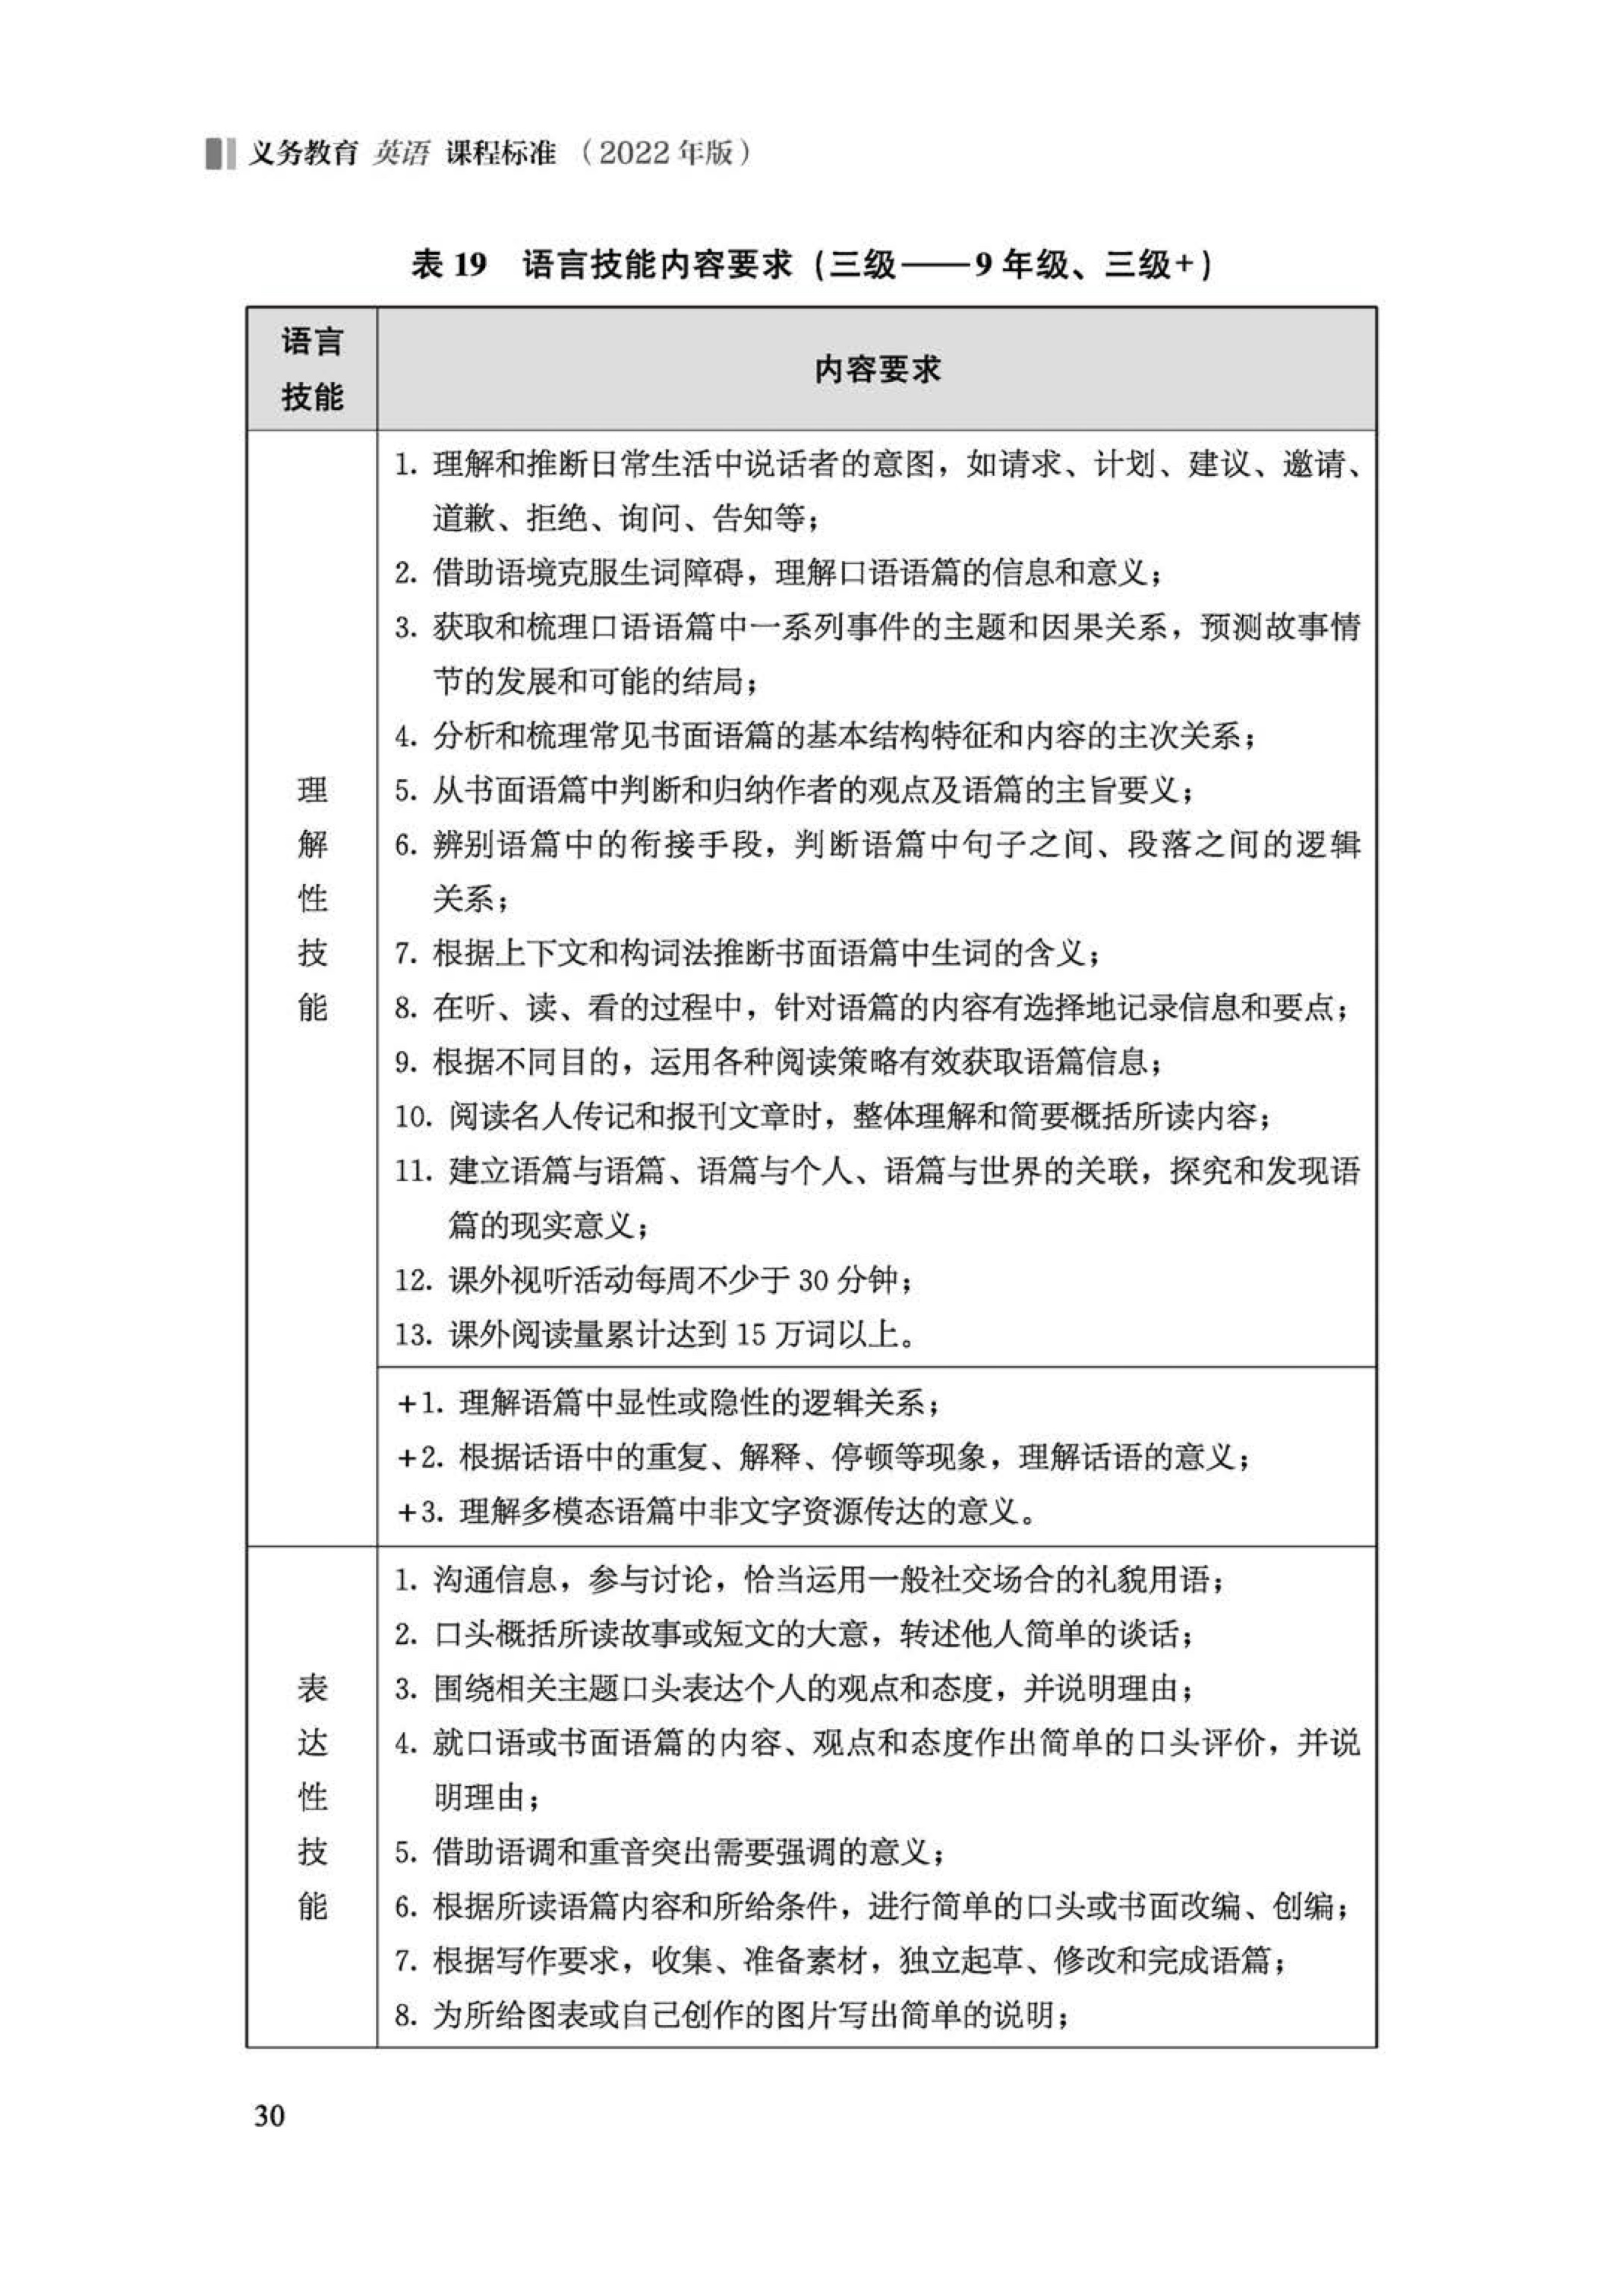 义务教育 英语 课程标准（2022 年版）
表 19 语言技能内容要求（三级——9 年级、三级+）
语言
技能
内容要求
理
解
性
技
能
1. 理解和推断日常生活中说话者的意图，如请求、计划、建议、邀请、
道歉、拒绝、询问、告知等；
2. 借助语境克服生词障碍，理解口语语篇的信息和意义；
3. 获取和梳理口语语篇中一系列事件的主题和因果关系，预测故事情
节的发展和可能的结局；
4. 分析和梳理常见书面语篇的基本结构特征和内容的主次关系；
5. 从书面语篇中判断和归纳作者的观点及语篇的主旨要义；
6. 辨别语篇中的衔接手段，判断语篇中句子之间、段落之间的逻辑
关系；
7. 根据上下文和构词法推断书面语篇中生词的含义；
8. 在听、读、看的过程中，针对语篇的内容有选择地记录信息和要点；
9. 根据不同目的，运用各种阅读策略有效获取语篇信息；
10. 阅读名人传记和报刊文章时，整体理解和简要概括所读内容；
11. 建立语篇与语篇、语篇与个人、语篇与世界的关联，探究和发现语
篇的现实意义；
12. 课外视听活动每周不少于 30 分钟；
13. 课外阅读量累计达到 15 万词以上。
+1. 理解语篇中显性或隐性的逻辑关系；
+2. 根据话语中的重复、解释、停顿等现象，理解话语的意义；
+3. 理解多模态语篇中非文字资源传达的意义。
表
达
性
技
能
1. 沟通信息，参与讨论，恰当运用一般社交场合的礼貌用语；
2. 口头概括所读故事或短文的大意，转述他人简单的谈话；
3. 围绕相关主题口头表达个人的观点和态度，并说明理由；
4. 就口语或书面语篇的内容、观点和态度作出简单的口头评价，并说
明理由；
5. 借助语调和重音突出需要强调的意义；
6. 根据所读语篇内容和所给条件，进行简单的口头或书面改编、创编；
7. 根据写作要求，收集、准备素材，独立起草、修改和完成语篇；
8. 为所给图表或自己创作的图片写出简单的说明；
30